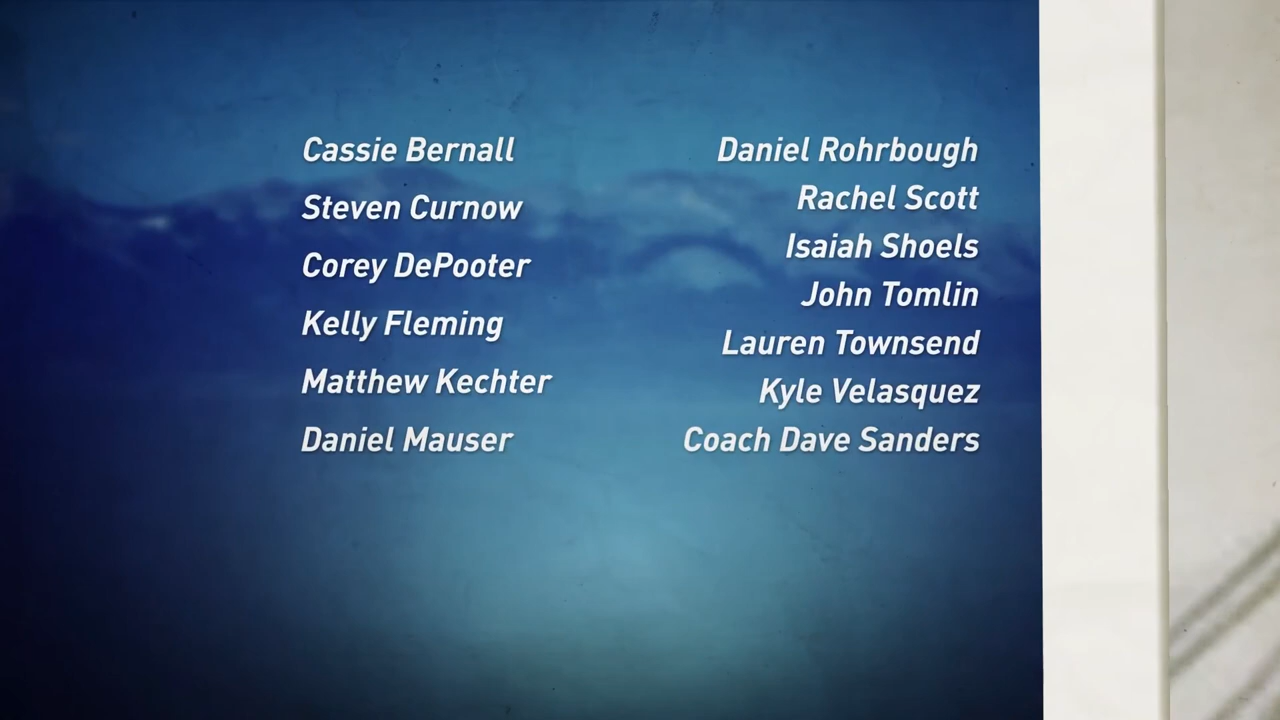 Cassie Bernall
Steven Curnow
Corey DePooter
Kelly Fleming
Matthew Kechter
Daniel Mauser
Daniel Rohrbough
Rachel Scott
Isaiah Shoels
John Tomlin
Lauren Townsend
Kyle Velasquez
Coach Dave Sanders